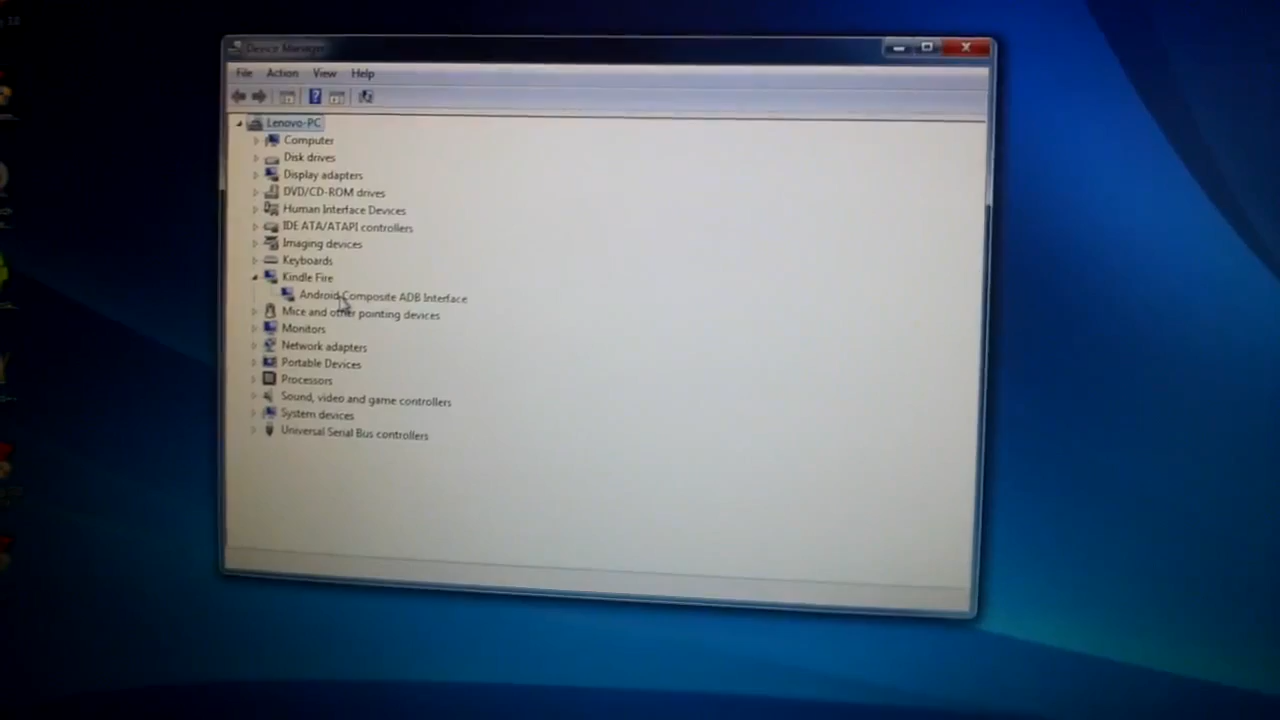 Device Manager
File Action View Help
Lenovo-PC
Computer
Disk drives
Display adapters
DVD/CD-ROM drives
Human Interface Devices
IDE ATA/ATAPI controllers
Imaging devices
Keyboards
Kindle Fire
Android Composite ADB Interface
Mice and other pointing devices
Monitors
Network adapters
Portable Devices
Processors
Sound, video and game controllers
System devices
Universal Serial Bus controllers